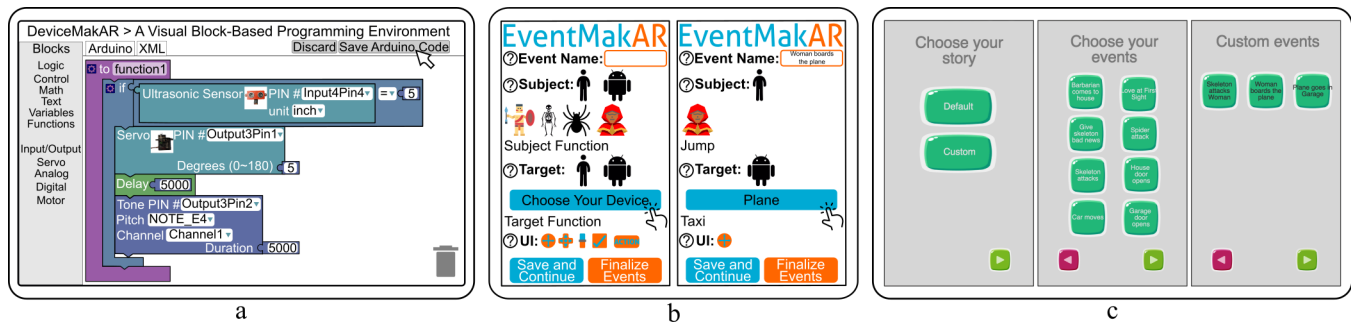 DeviceMakAR > A Visual Block-Based Programming Environment
Blocks
Arduino XML
Discard Save Arduino Code
Logic
Control
Math
Text
Variables
Functions
Input/Output
Servo
Analog
Digital
Motor
to function1
if
Ultrasonic Sensor PIN # Input4Pin4 = 5
unit inch
Servo PIN # Output3Pin1
Degrees (0~180) 5
Delay 5000
Tone PIN # Output3Pin2
Pitch NOTE_E4
Channel Channel1
Duration 5000
a
EventMakAR
? Event Name:
? Subject:
Subject Function
? Target:
Choose Your Device
Target Function
? UI:
Save and
Continue
Finalize
Events
EventMakAR
? Event Name:
Woman boards
the plane
? Subject:
Jump
? Target:
Plane
Taxi
? UI:
Save and
Continue
Finalize
Events
b
Choose your
story
Default
Custom
Choose your
events
Barbarian
comes to
house
Love at First
Sight
Give
skeleton
bad news
Spider
attack
Skeleton
attacks
House
door
opens
Car moves
Garage
door
opens
Custom events
Skeleton
attacks
Woman
Woman
boards the
plane
Plane goes in
Garage
c